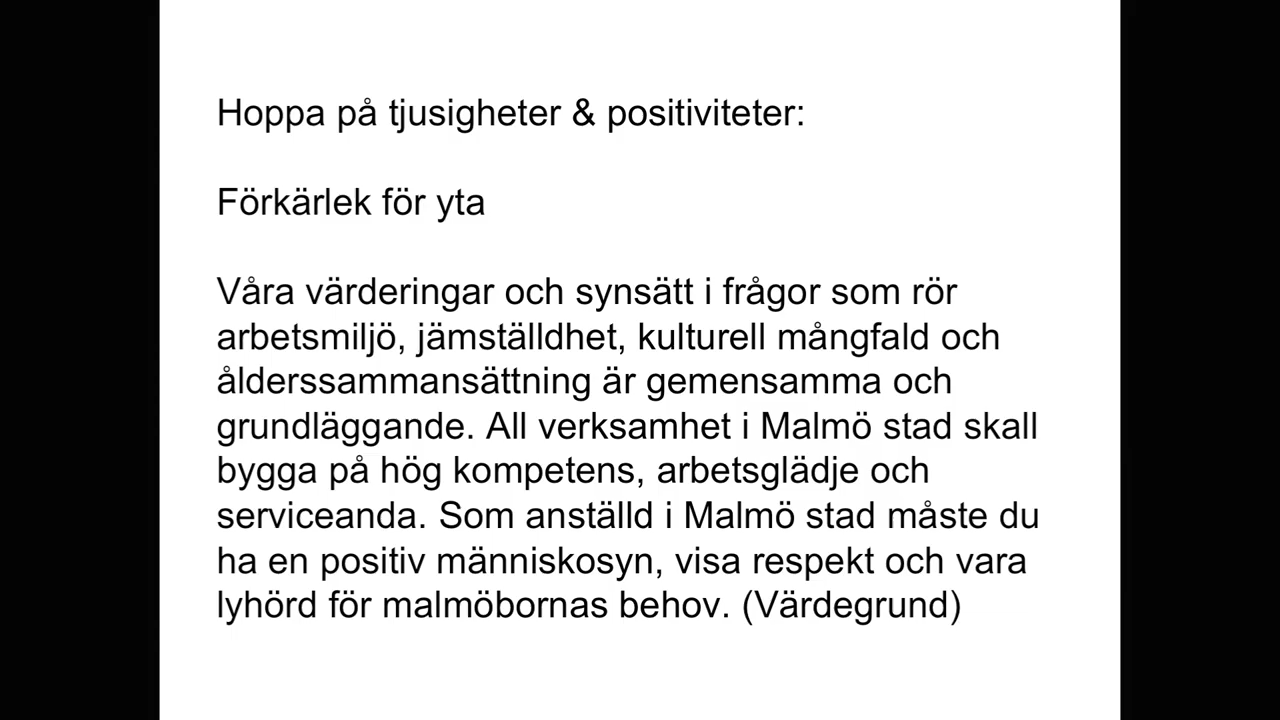 Hoppa på tjusigheter & positiviteter:
Förkärlek för yta
Våra värderingar och synsätt i frågor som rör
arbetsmiljö, jämställdhet, kulturell mångfald och
ålderssammansättning är gemensamma och
grundläggande. All verksamhet i Malmö stad skall
bygga på hög kompetens, arbetsglädje och
serviceanda. Som anställd i Malmö stad måste du
ha en positiv människosyn, visa respekt och vara
lyhörd för malmöbornas behov. (Värdegrund)